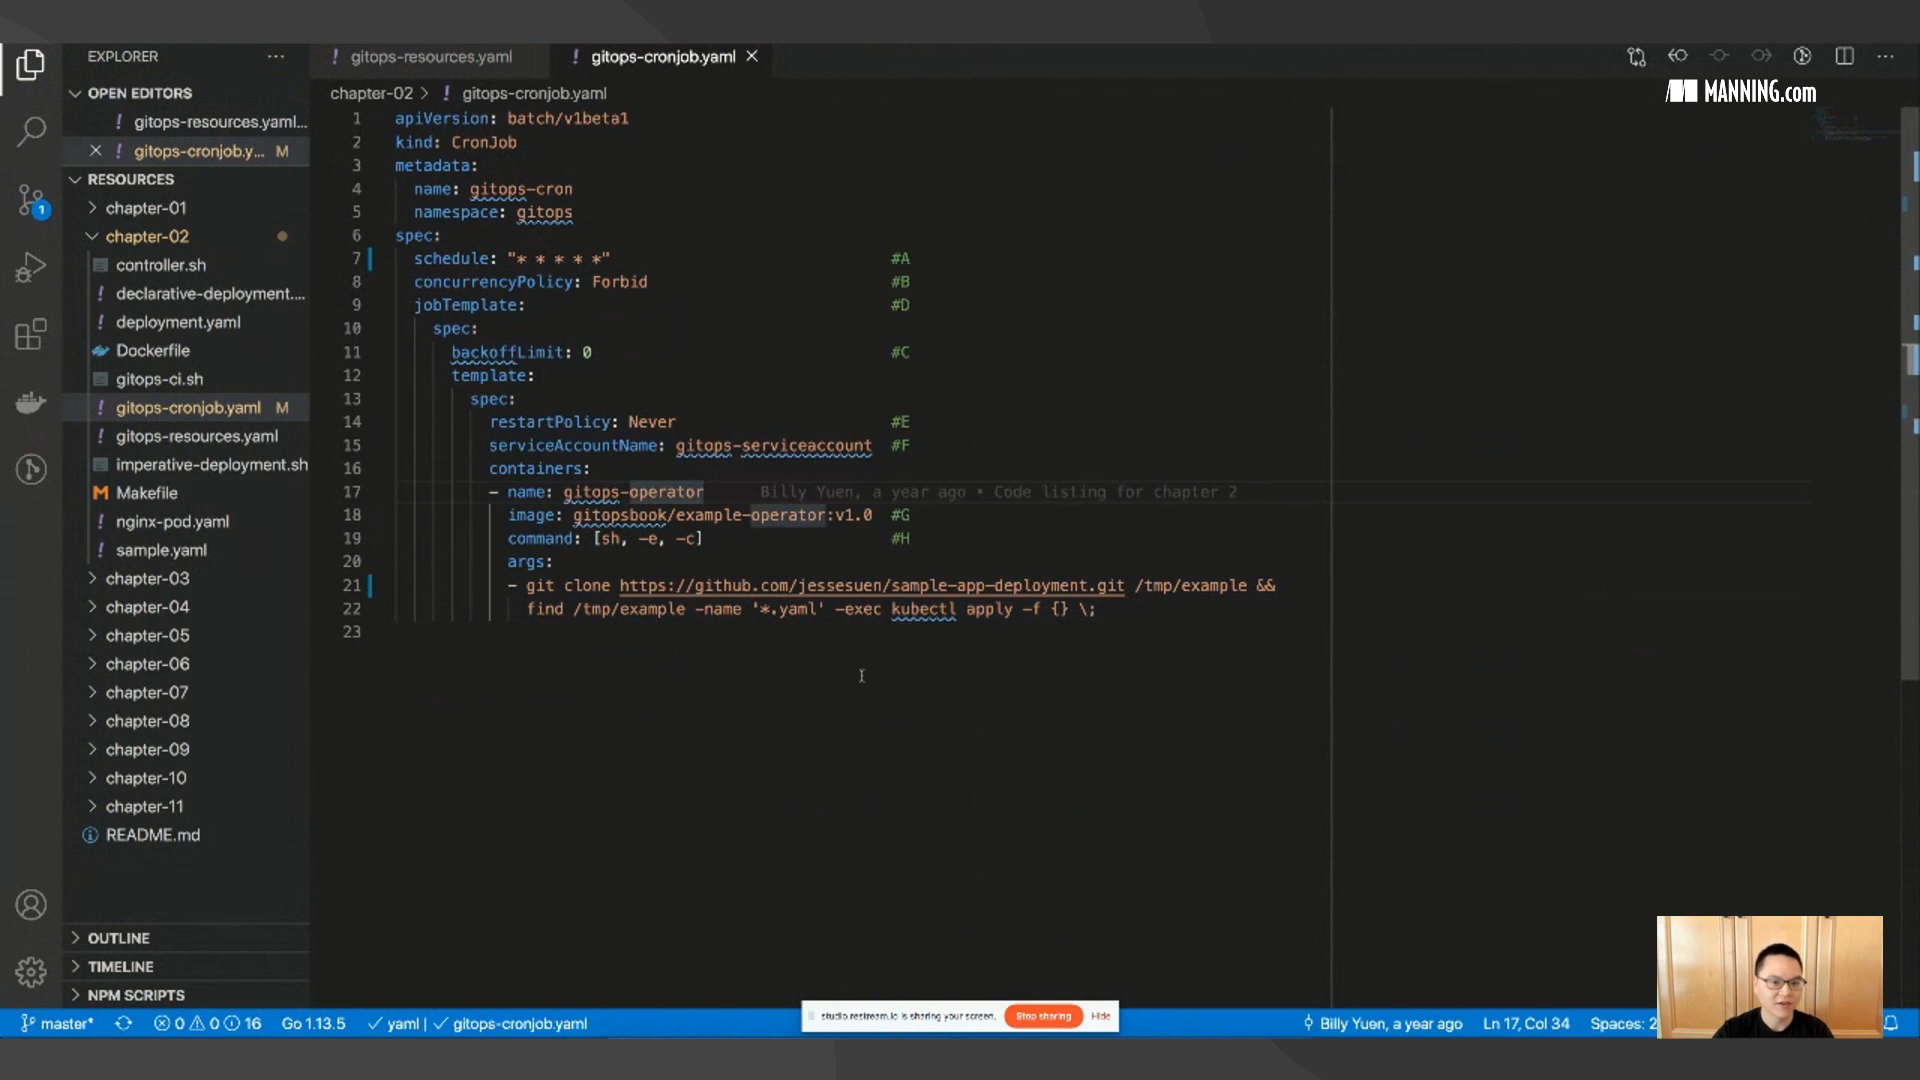 EXPLORER
OPEN EDITORS
gitops-resources.yaml...
gitops-cronjob.y... M
RESOURCES
chapter-01
chapter-02
controller.sh
declarative-deployment....
deployment.yaml
Dockerfile
gitops-ci.sh
gitops-cronjob.yaml M
gitops-resources.yaml
imperative-deployment.sh
Makefile
nginx-pod.yaml
sample.yaml
chapter-03
chapter-04
chapter-05
chapter-06
chapter-07
chapter-08
chapter-09
chapter-10
chapter-11
README.md
OUTLINE
TIMELINE
NPM SCRIPTS
1
gitops-resources.yaml
gitops-cronjob.yaml
MANNING.com
chapter-02 > gitops-cronjob.yaml
1 apiVersion: batch/v1beta1
2 kind: CronJob
3 metadata:
4 name: gitops-cron
5 namespace: gitops
6 spec:
7 schedule: "* * * * *" #A
8 concurrencyPolicy: Forbid #B
9 jobTemplate: #D
10 spec:
11 backoffLimit: 0 #C
12 template:
13 spec:
14 restartPolicy: Never #E
15 serviceAccountName: gitops-serviceaccount #F
16 containers:
17 - name: gitops-operator Billy Yuen, a year ago • Code listing for chapter 2
18 image: gitopsbook/example-operator:v1.0 #G
19 command: [sh, -e, -c] #H
20 args:
21 - git clone https://github.com/jessesuen/sample-app-deployment.git /tmp/example &&
22 find /tmp/example -name '*.yaml' -exec kubectl apply -f {} \;
23
studio.restream.io is sharing your screen. Stop sharing Hide
master* 0 0 16 Go 1.13.5 yaml | gitops-cronjob.yaml Billy Yuen, a year ago Ln 17, Col 34 Spaces: 2